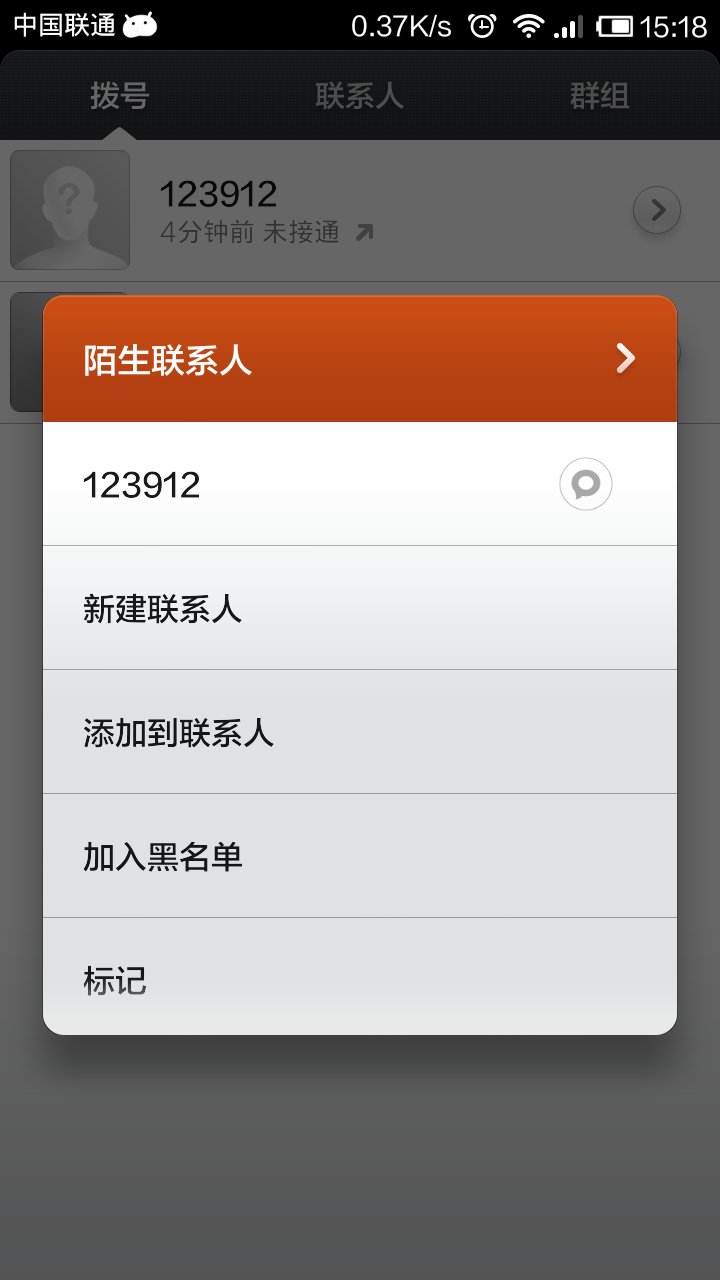 中国联通 0.37K/s 15:18
拨号 联系人 群组
123912
4分钟前 未接通
陌生联系人
123912
新建联系人
添加到联系人
加入黑名单
标记